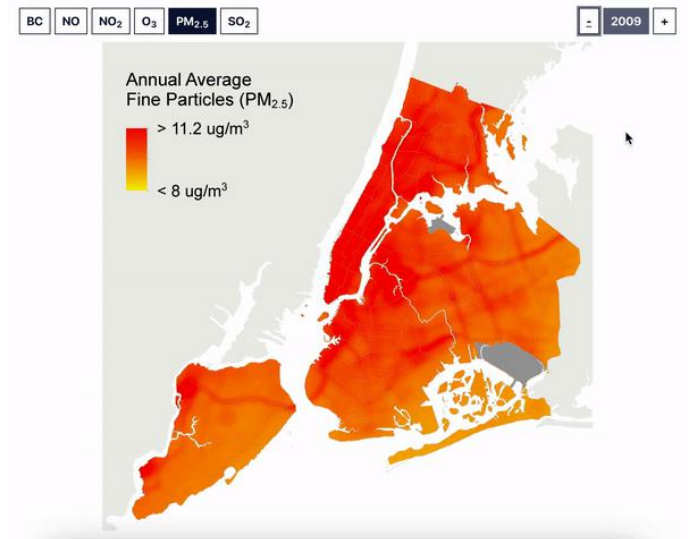 BC NO NO₂ O₃ PM₂.₅ SO₂ - 2009 +
Annual Average
Fine Particles (PM₂.₅)
> 11.2 ug/m³
< 8 ug/m³